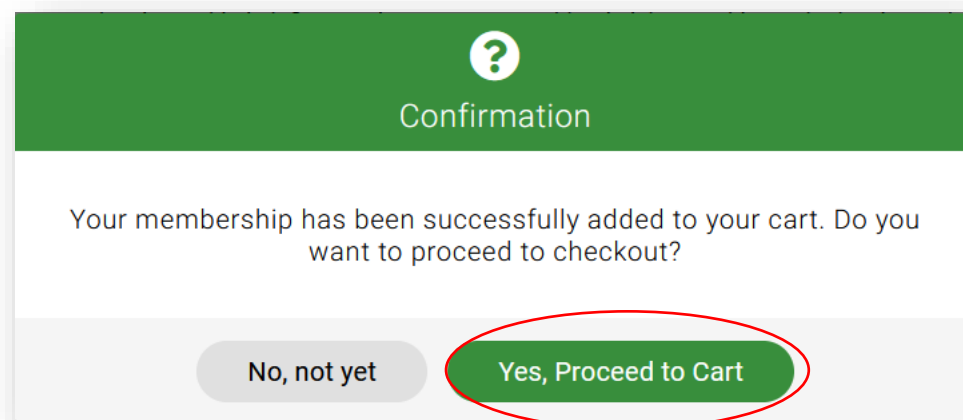 Confirmation
Your membership has been successfully added to your cart. Do you
want to proceed to checkout?
No, not yet
Yes, Proceed to Cart